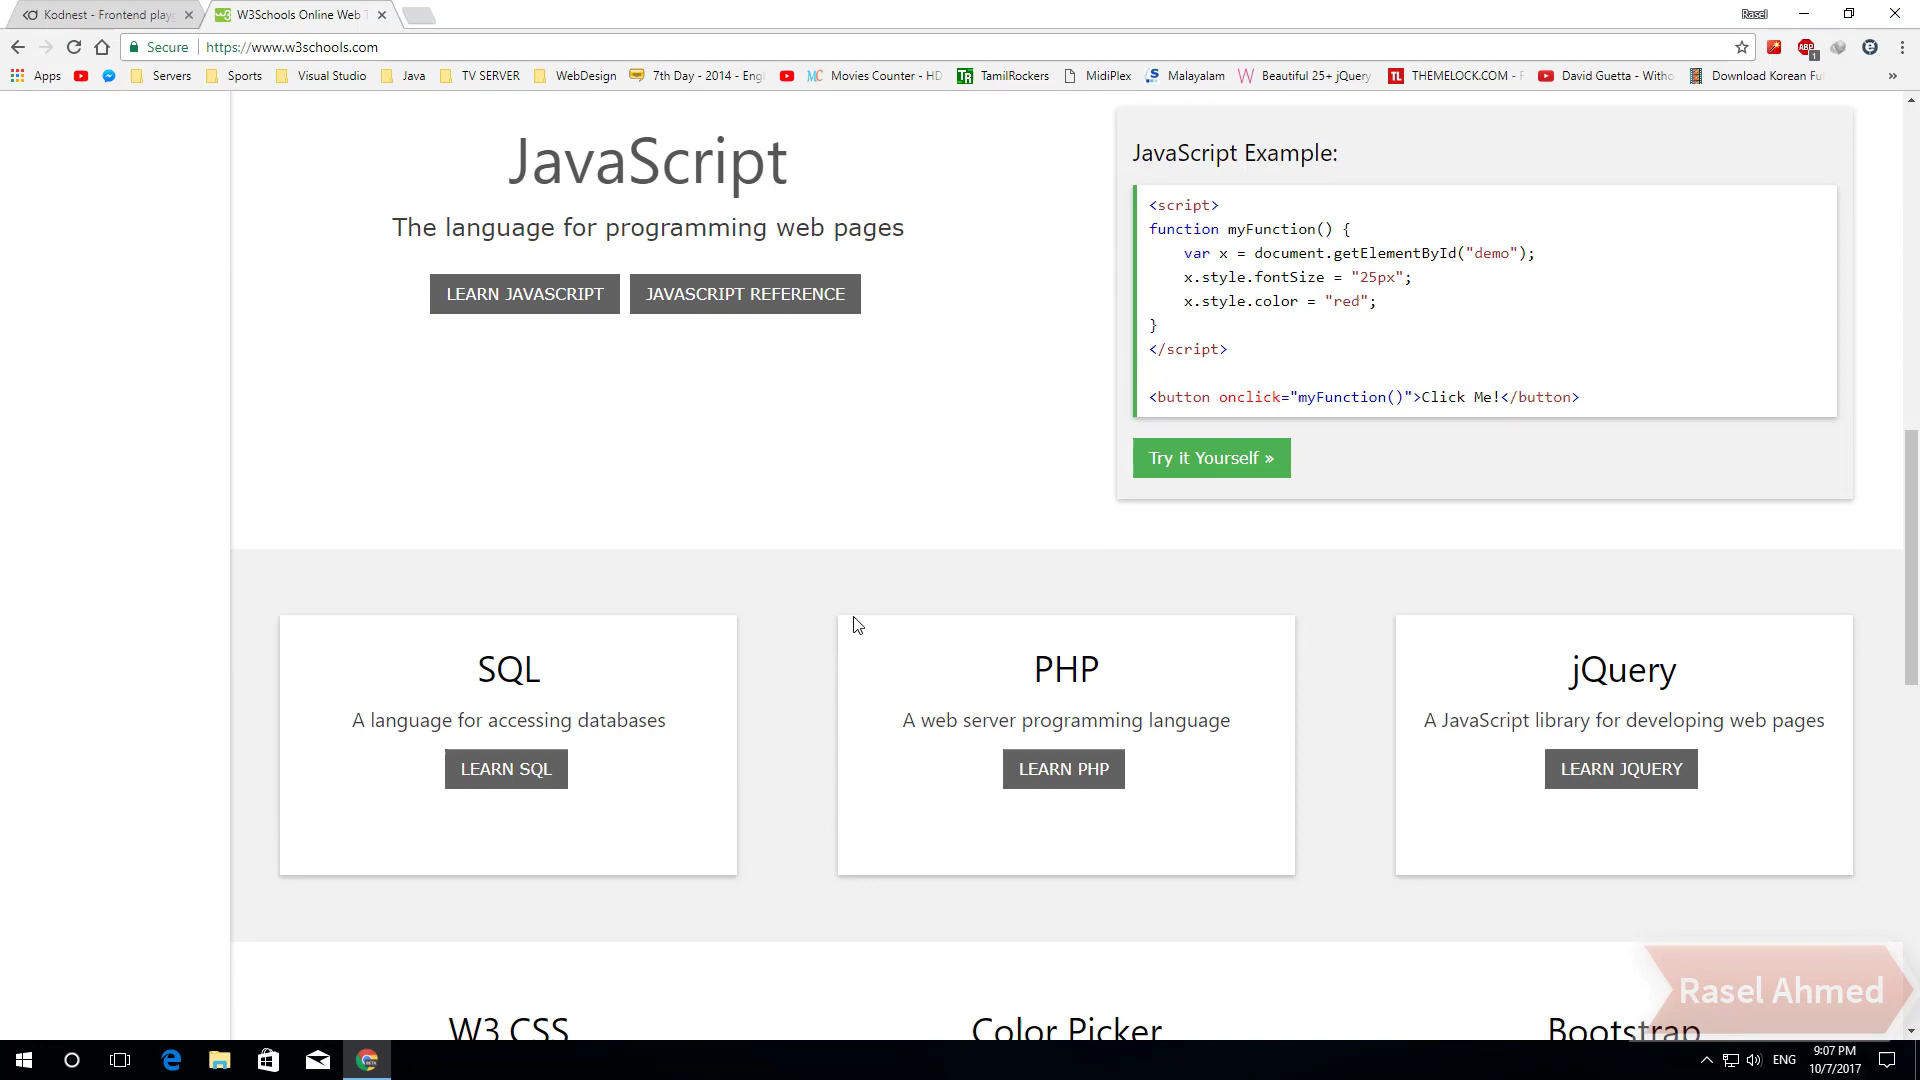 Kodnest - Frontend play
W3Schools Online Web T
Rasel
Secure
https://www.w3schools.com
ABP
1
Apps
Servers
Sports
Visual Studio
Java
TV SERVER
WebDesign
7th Day - 2014 - Eng
MC
Movies Counter - HD
TR
TamilRockers
MidiPlex
S
Malayalam
W
Beautiful 25+ jQuery
TL
THEMELOCK.COM - F
David Guetta - Witho
Download Korean Fu
»
JavaScript
The language for programming web pages
LEARN JAVASCRIPT
JAVASCRIPT REFERENCE
JavaScript Example:
<script>
function myFunction() {
    var x = document.getElementById("demo");
    x.style.fontSize = "25px";
    x.style.color = "red";
}
</script>
<button onclick="myFunction()">Click Me!</button>
Try it Yourself »
SQL
A language for accessing databases
LEARN SQL
PHP
A web server programming language
LEARN PHP
jQuery
A JavaScript library for developing web pages
LEARN JQUERY
W3.CSS
Color Picker
Bootstrap
Rasel Ahmed
ENG
9:07 PM
10/7/2017